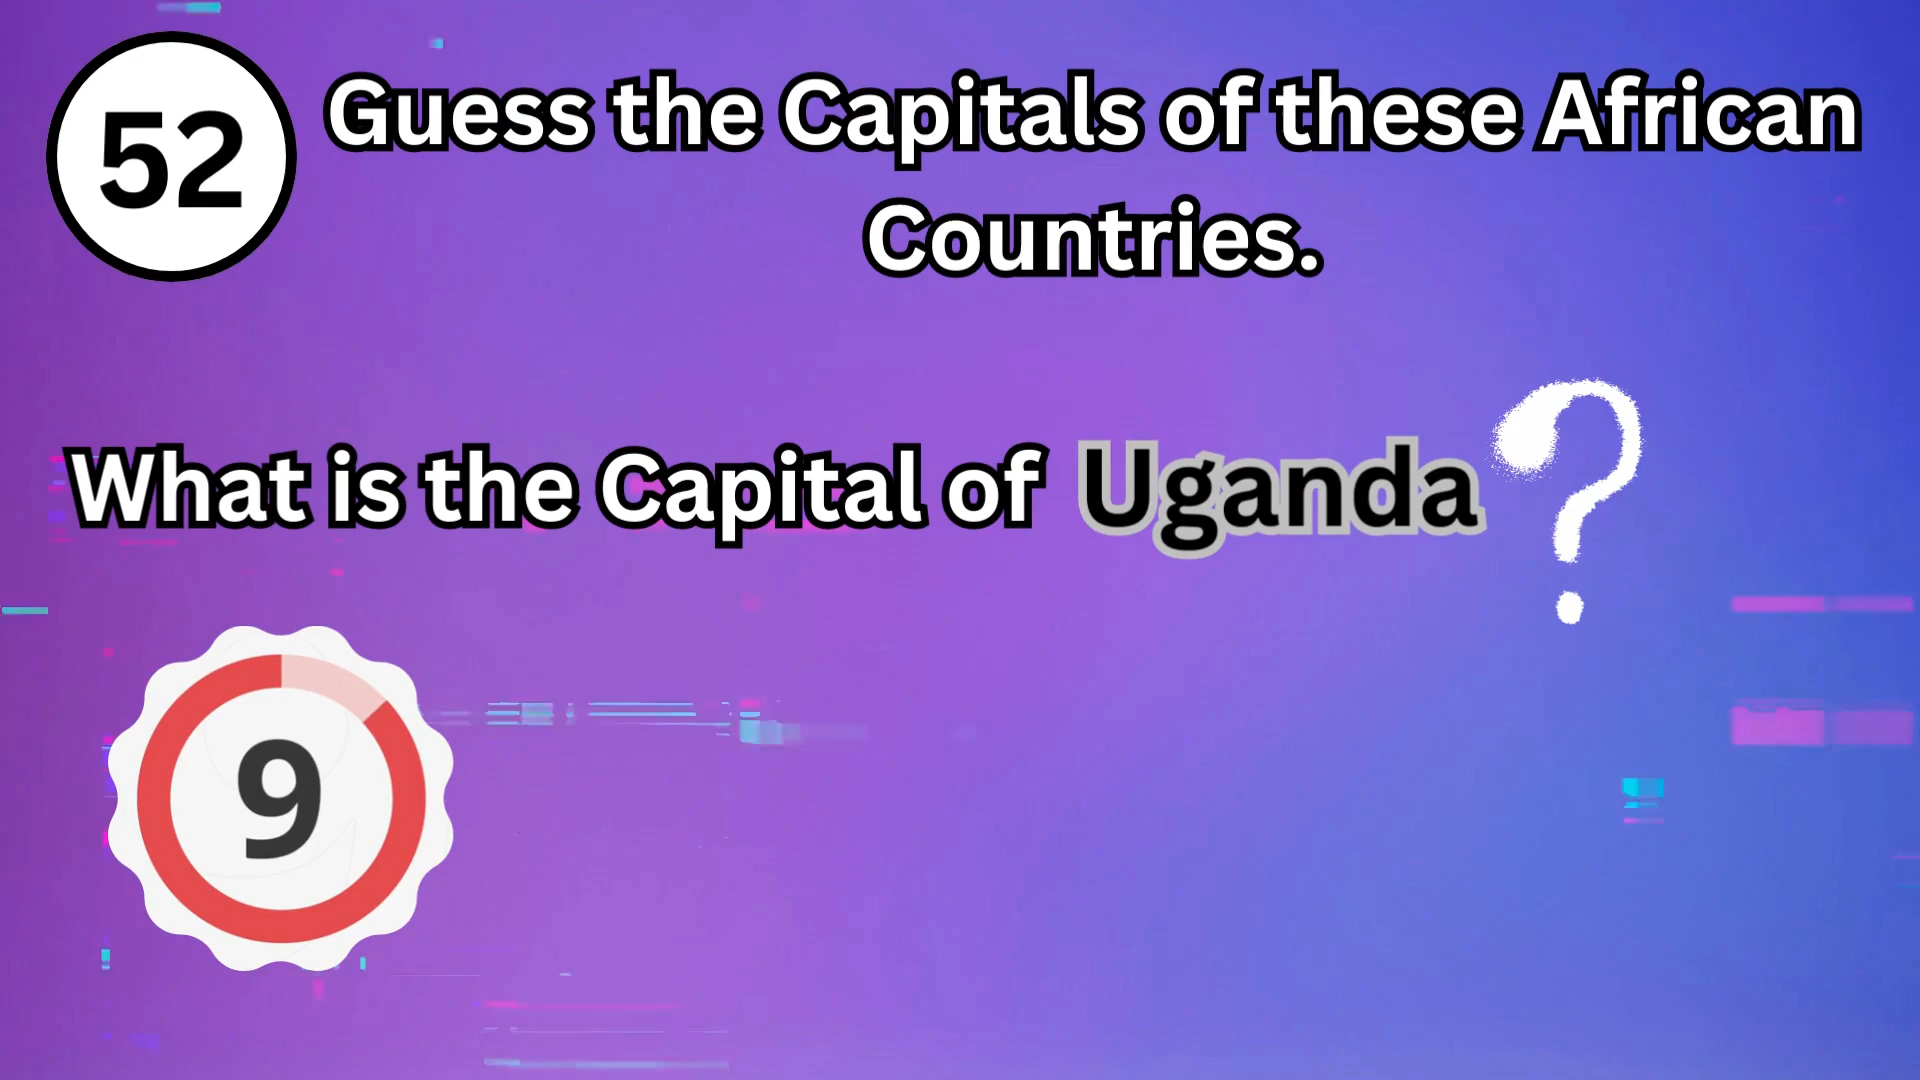 52
Guess the Capitals of these African
Countries.
What is the Capital of Uganda?
9